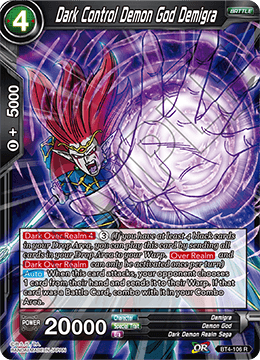 4
Dark Control Demon God Demigra
BATTLE
+ 5000
Dark Over Realm 4 3 (If you have at least 4 black cards
in your Drop Area, you can play this card by sending all
cards in your Drop Area to your Warp. Over Realm and
Dark Over Realm can only be activated once per turn)
Auto When this card attacks, your opponent chooses
1 card from their hand and sends it to their Warp. If that
card was a Battle Card, combo with it in your Combo
Area.
POWER 20000
Character Demigra
Special Trait Demon God
Era Dark Demon Realm Saga
BT4-106 R